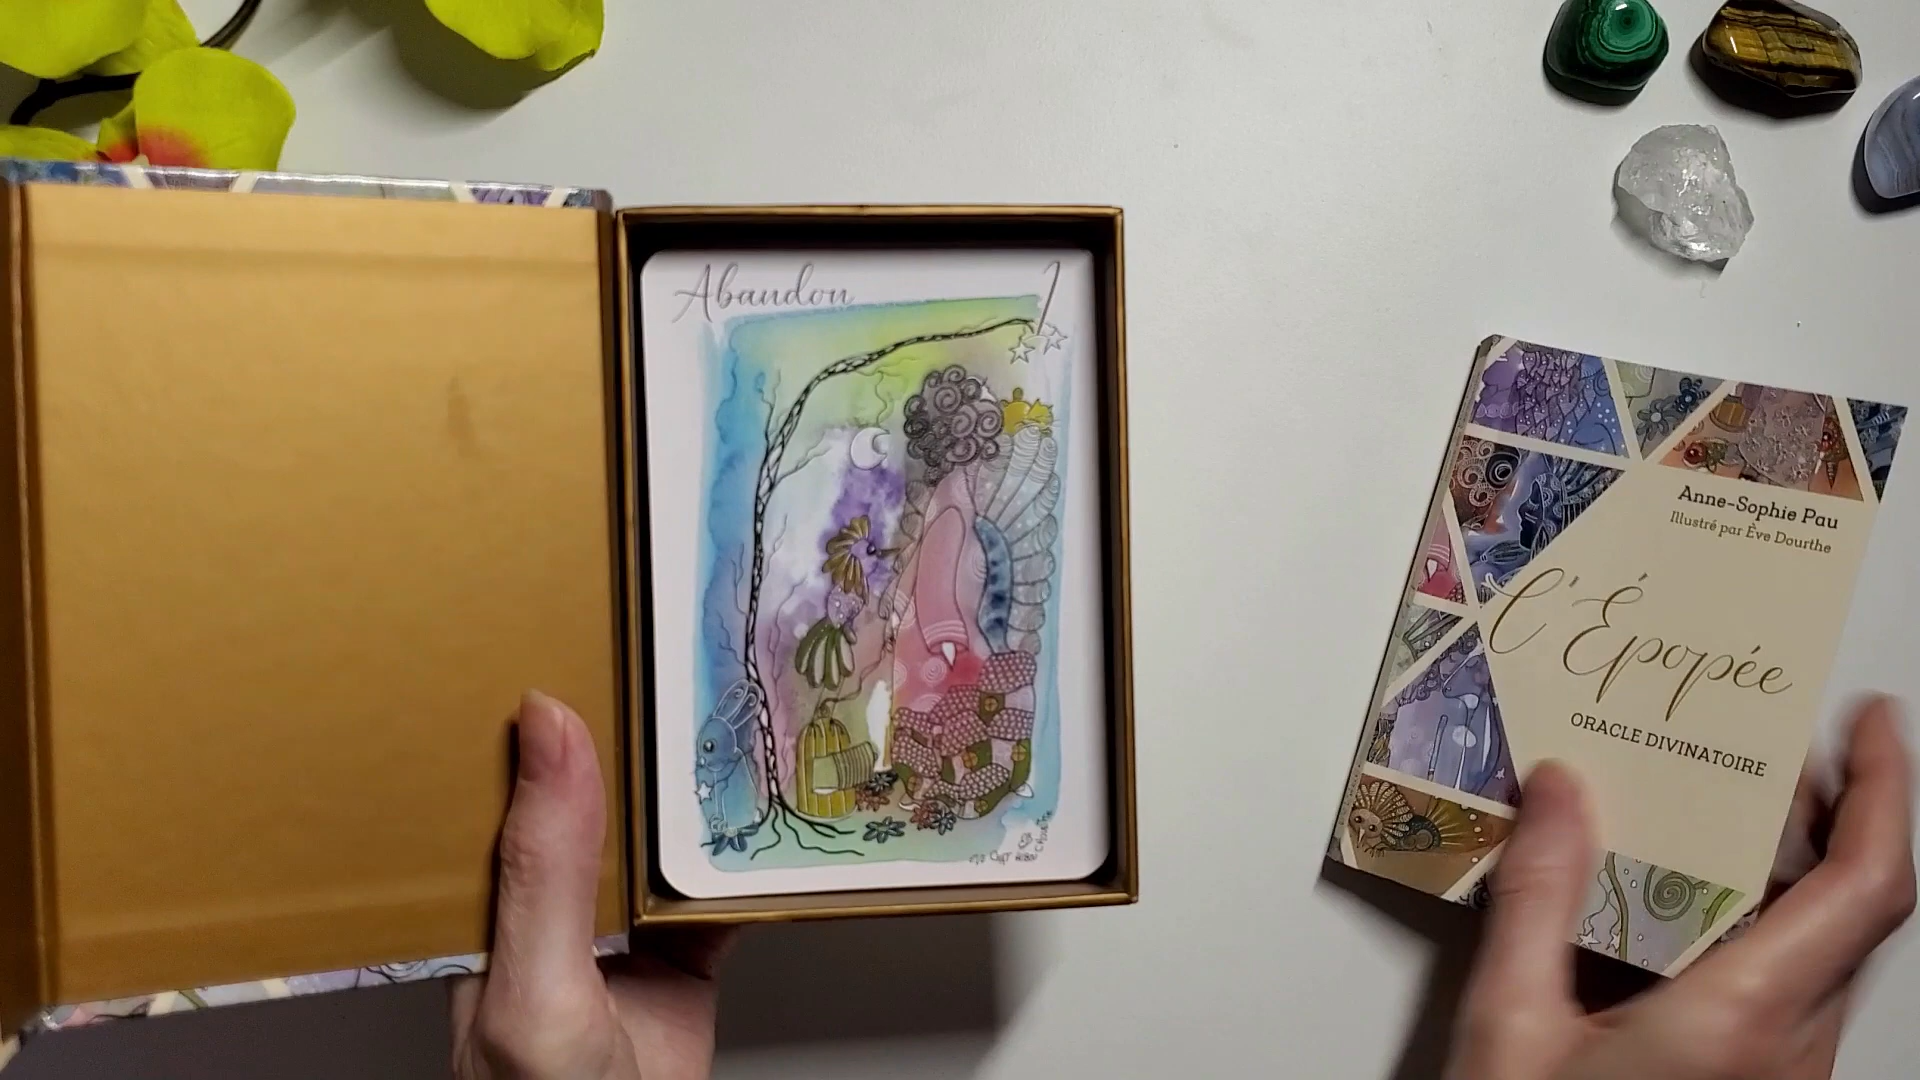 Abandon
1
Anne-Sophie Pau
Illustré par Ève Dourthe
L'Épopée
ORACLE DIVINATOIRE